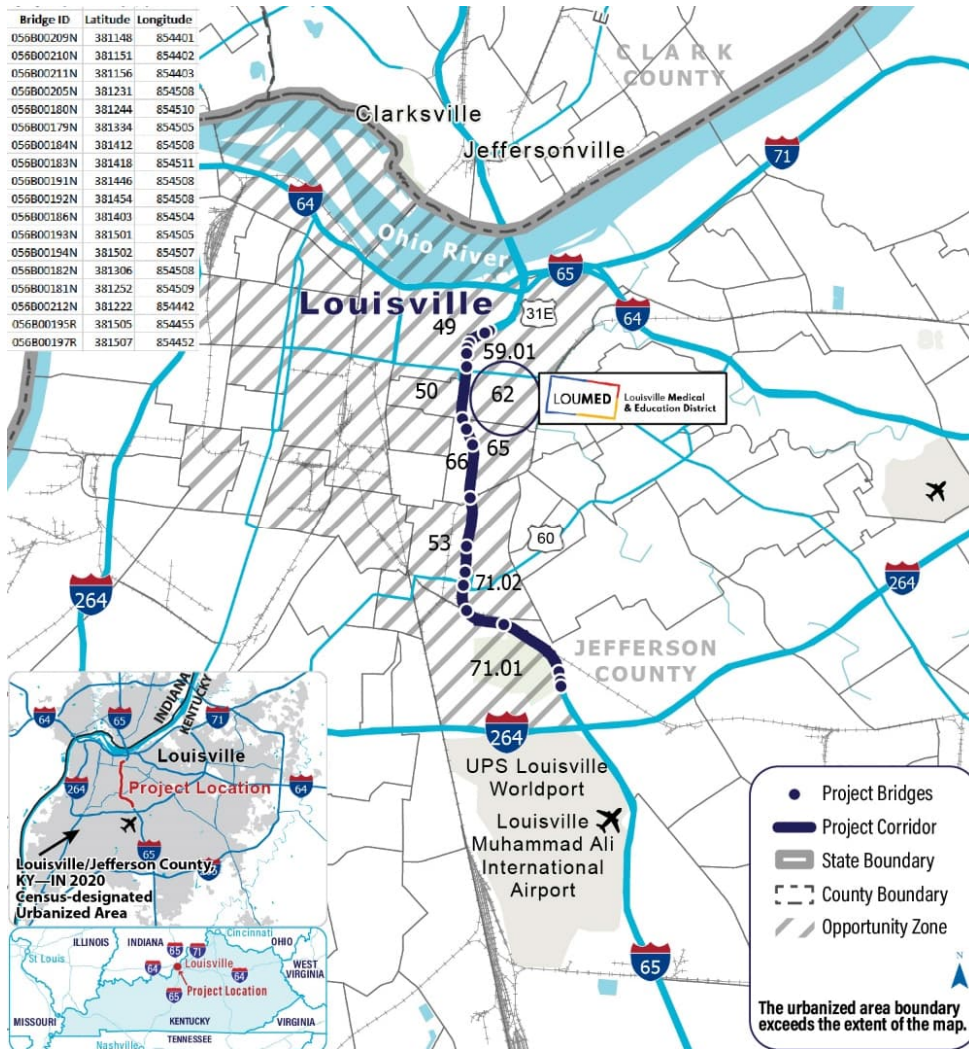 Bridge ID Latitude Longitude
056B00209N 381148 854401
056B00210N 381151 854402
056B00211N 381156 854403
056B00205N 381231 854508
056B00180N 381244 854510
056B00179N 381334 854505
056B00184N 381412 854508
056B00183N 381418 854511
056B00191N 381446 854508
056B00192N 381454 854508
056B00186N 381403 854504
056B00193N 381501 854505
056B00194N 381502 854507
056B00182N 381306 854508
056B00181N 381252 854509
056B00212N 381222 854442
056B00195R 381505 854455
056B00197R 381507 854452
CLARK
COUNTY
Clarksville
Jeffersonville
71
64
Ohio River
65
Louisville
31E
64
49
59.01
50
62
LOUMED
Louisville Medical
& Education District
65
66
53
60
71.02
264
264
JEFFERSON
COUNTY
71.01
264
UPS Louisville
Worldport
Louisville
Muhammad Ali
International
Airport
65
INDIANA
KENTUCKY
64
65
71
Louisville
264
Project Location
64
65
Louisville/Jefferson County,
KY—IN 2020
Census-designated
Urbanized Area
Cincinnati
ILLINOIS
INDIANA
65
71
OHIO
St Louis
64
Louisville
64
WEST
VIRGINIA
65
Project Location
MISSOURI
KENTUCKY
VIRGINIA
TENNESSEE
Nashville
Project Bridges
Project Corridor
State Boundary
County Boundary
Opportunity Zone
N
The urbanized area boundary
exceeds the extent of the map.